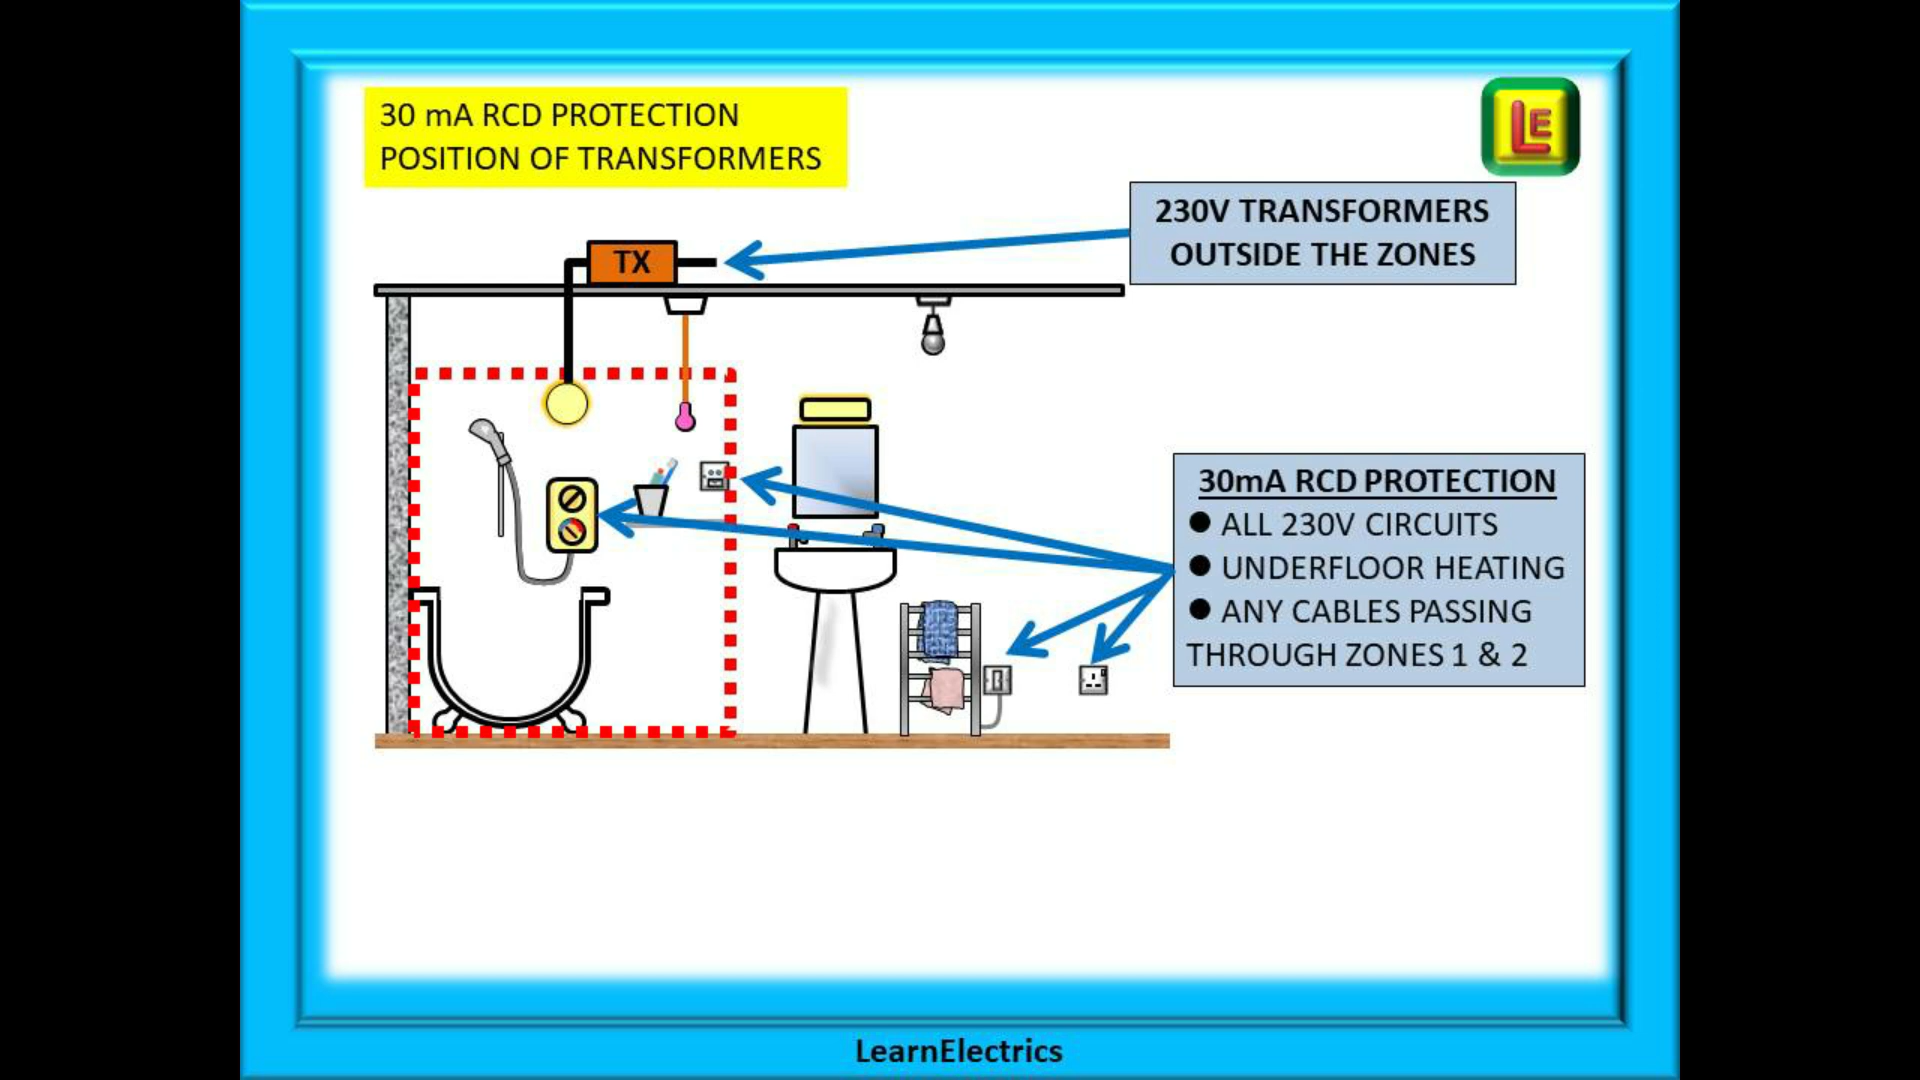 30 mA RCD PROTECTION
POSITION OF TRANSFORMERS
LE
230V TRANSFORMERS
OUTSIDE THE ZONES
TX
30mA RCD PROTECTION
● ALL 230V CIRCUITS
● UNDERFLOOR HEATING
● ANY CABLES PASSING
THROUGH ZONES 1 & 2
LearnElectrics